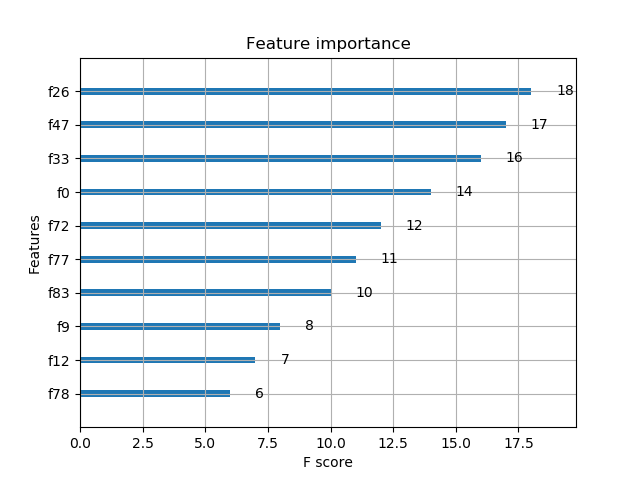 Feature importance
f26 18
f47 17
f33 16
f0 14
f72 12
f77 11
f83 10
f9 8
f12 7
f78 6
Features
0.0 2.5 5.0 7.5 10.0 12.5 15.0 17.5
F score